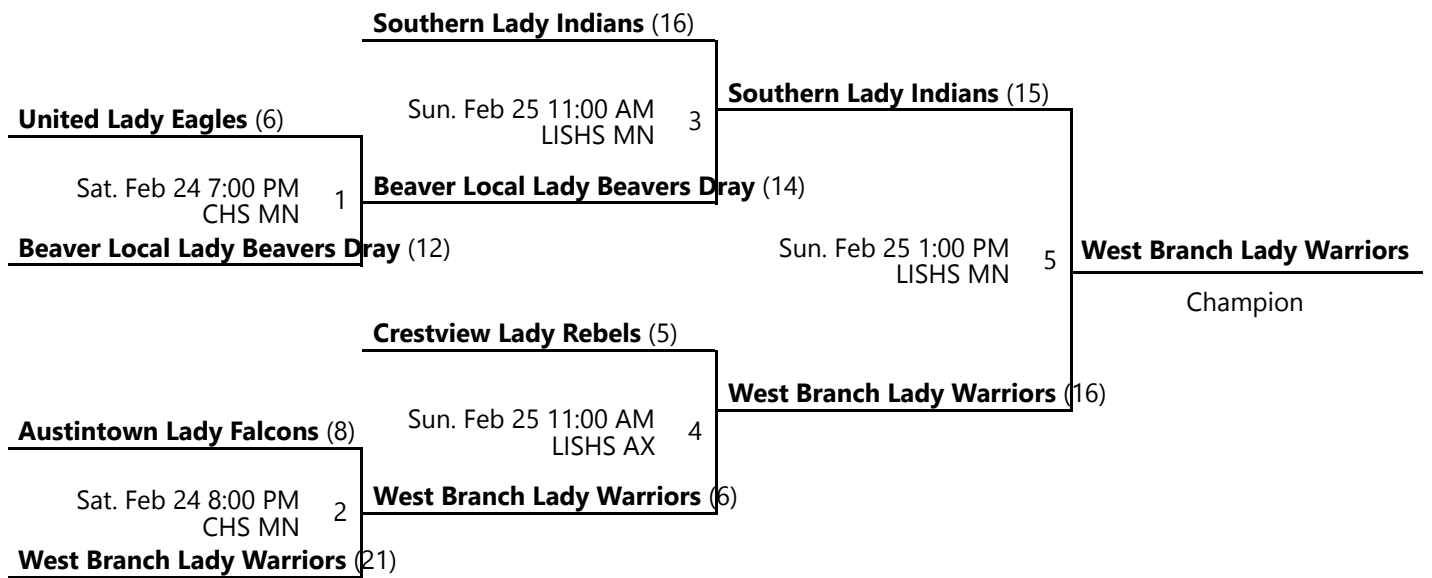 Southern Lady Indians (16)
Southern Lady Indians (15)
United Lady Eagles (6)
Sun. Feb 25 11:00 AM
LISHS MN
3
Sat. Feb 24 7:00 PM
CHS MN
1
Beaver Local Lady Beavers Dray (14)
Beaver Local Lady Beavers Dray (12)
Sun. Feb 25 1:00 PM
LISHS MN
5
West Branch Lady Warriors
Champion
Crestview Lady Rebels (5)
West Branch Lady Warriors (16)
Austintown Lady Falcons (8)
Sun. Feb 25 11:00 AM
LISHS AX
4
Sat. Feb 24 8:00 PM
CHS MN
2
West Branch Lady Warriors (6)
West Branch Lady Warriors (21)